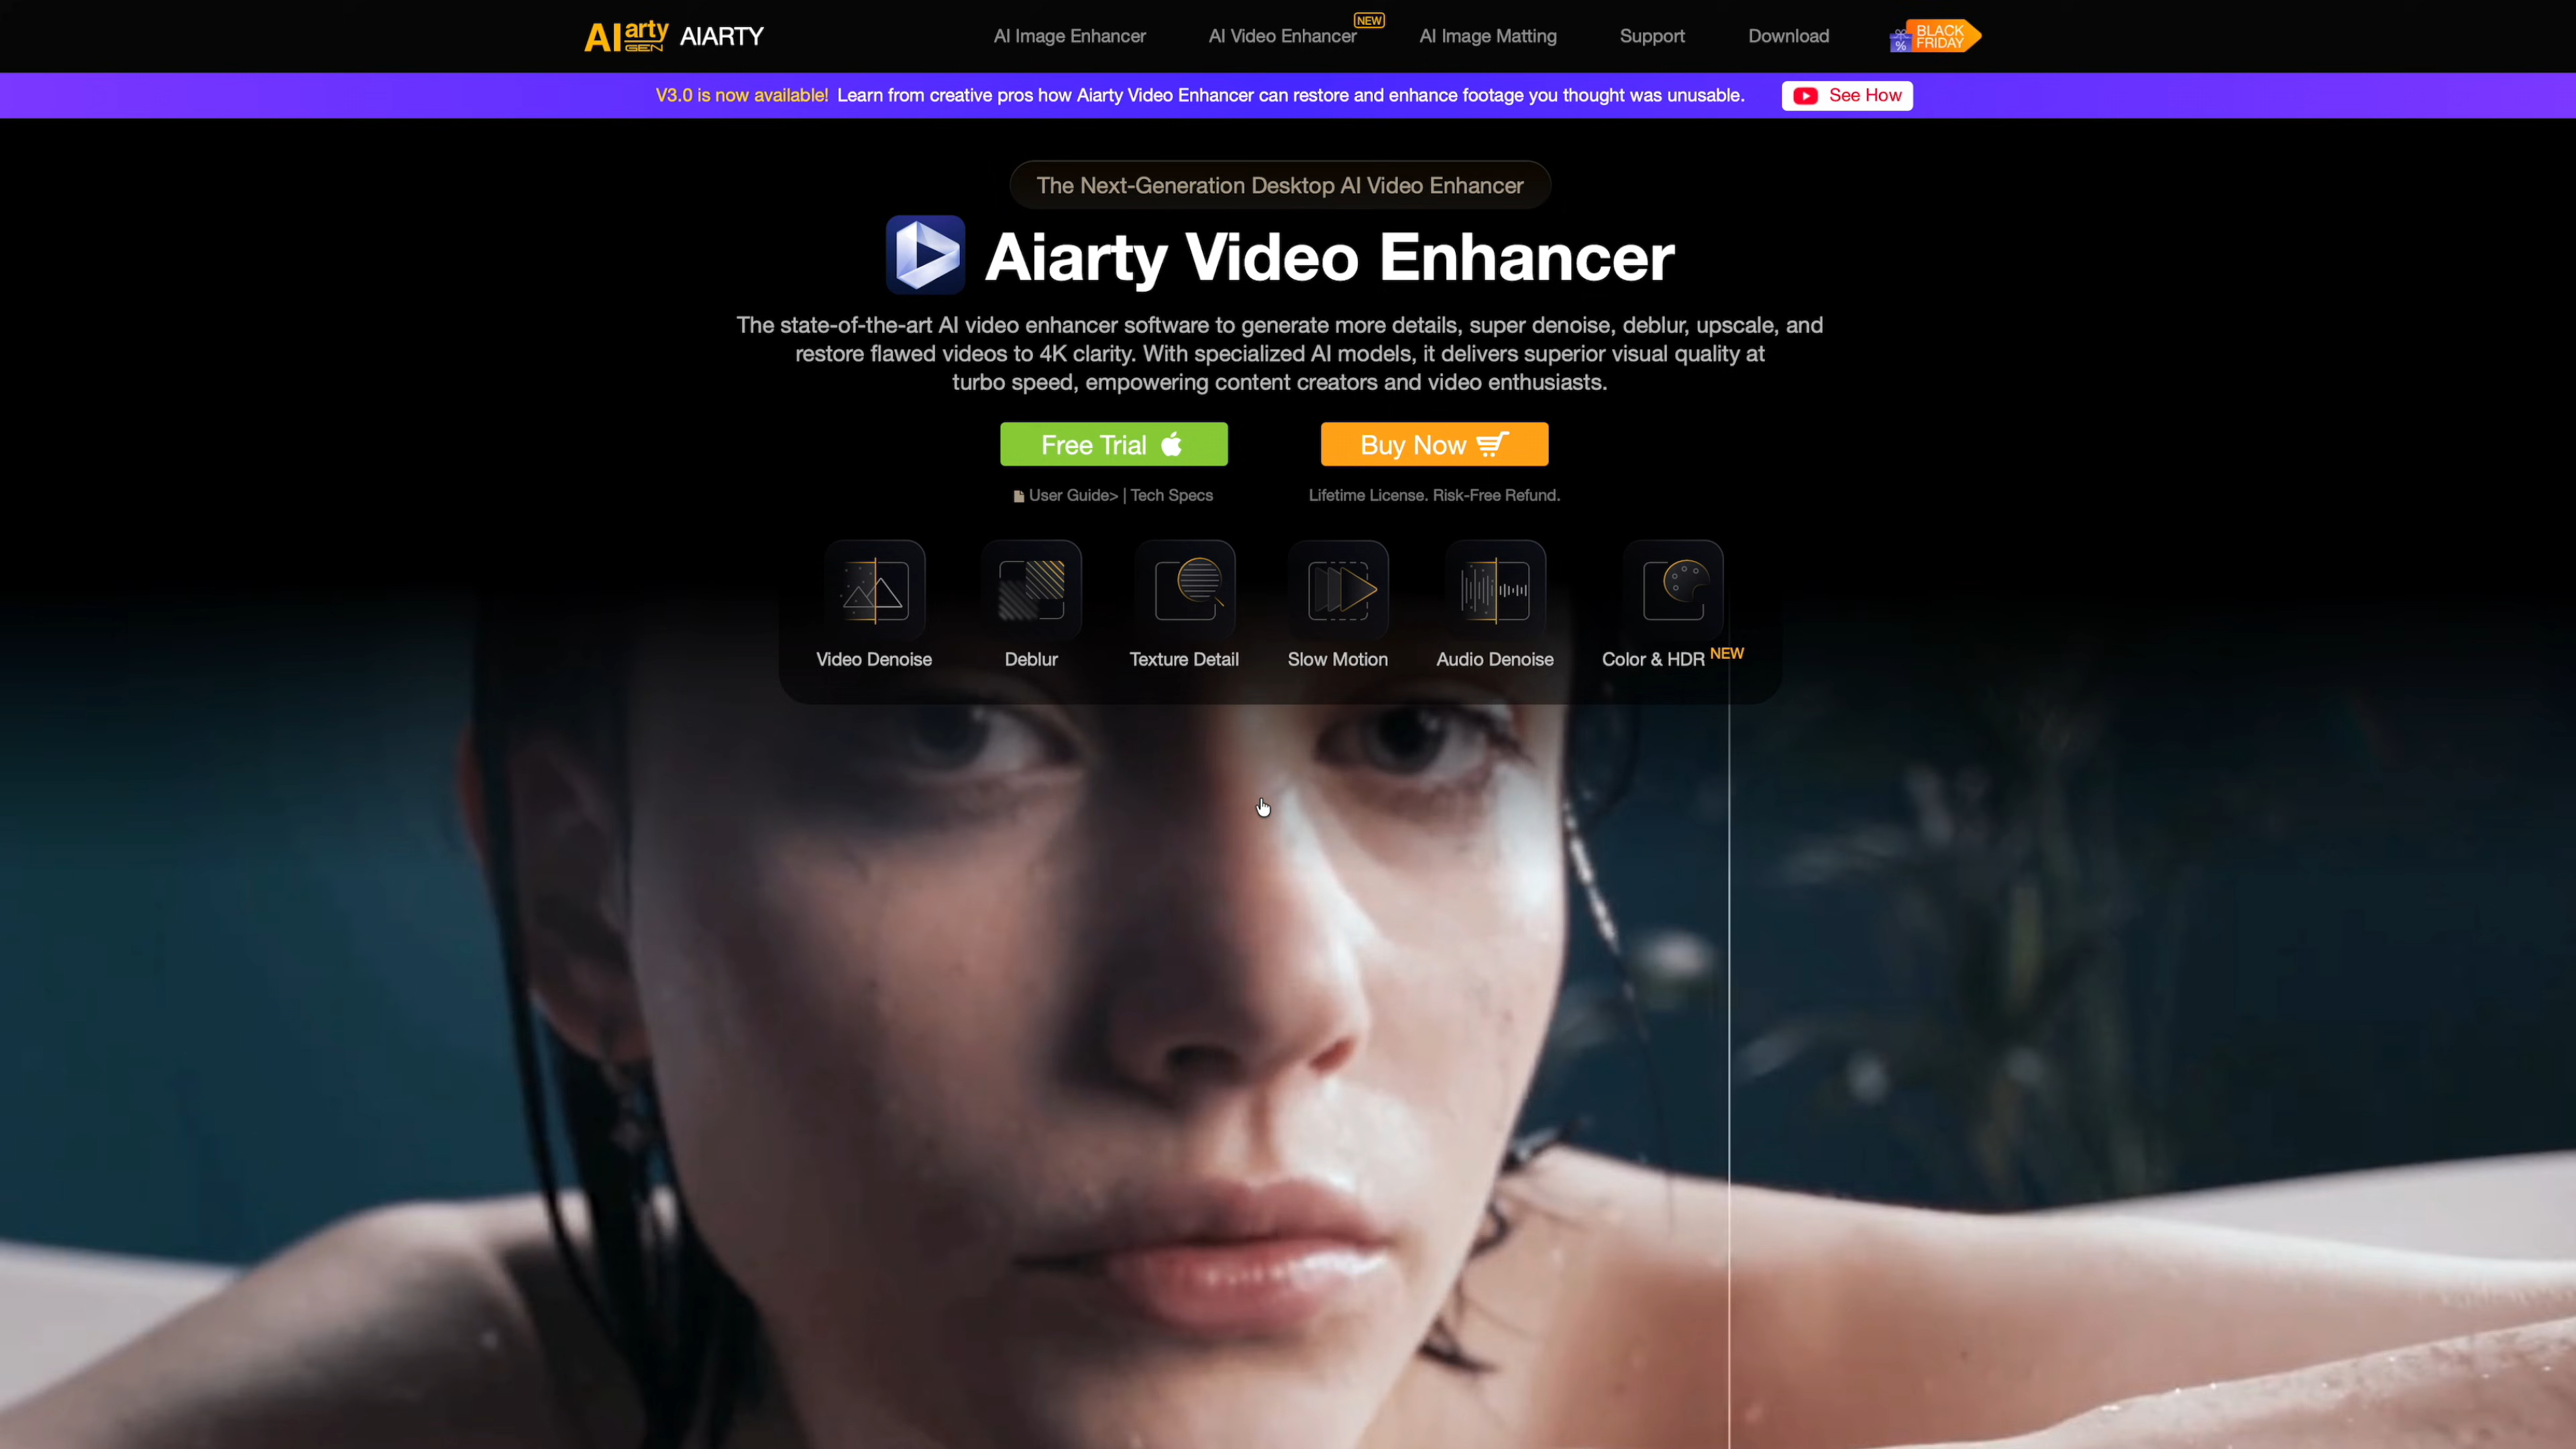 AI arty GEN AIARTY
AI Image Enhancer
AI Video Enhancer NEW
AI Image Matting
Support
Download
BLACK
FRIDAY
%
V3.0 is now available! Learn from creative pros how Aiarty Video Enhancer can restore and enhance footage you thought was unusable.
See How
The Next-Generation Desktop AI Video Enhancer
Aiarty Video Enhancer
The state-of-the-art AI video enhancer software to generate more details, super denoise, deblur, upscale, and
restore flawed videos to 4K clarity. With specialized AI models, it delivers superior visual quality at
turbo speed, empowering content creators and video enthusiasts.
Free Trial
Buy Now
User Guide> | Tech Specs
Lifetime License. Risk-Free Refund.
Video Denoise
Deblur
Texture Detail
Slow Motion
Audio Denoise
Color & HDR NEW